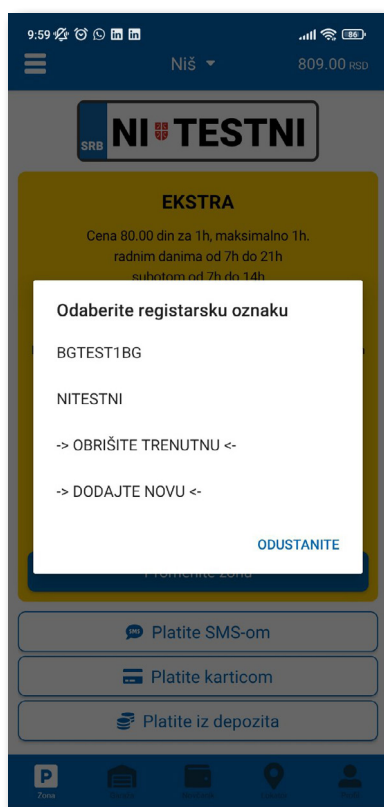 9:59
86
Niš
809.00 RSD
SRB NI TESTNI
EKSTRA
Cena 80.00 din za 1h, maksimalno 1h.
radnim danima od 7h do 21h
subotom od 7h do 14h
Odaberite registarsku oznaku
BGTEST1BG
NITESTNI
-> OBRIŠITE TRENUTNU <-
-> DODAJTE NOVU <-
ODUSTANITE
Promenite zonu
SMS Platite SMS-om
Platite karticom
Platite iz depozita
P
Zona